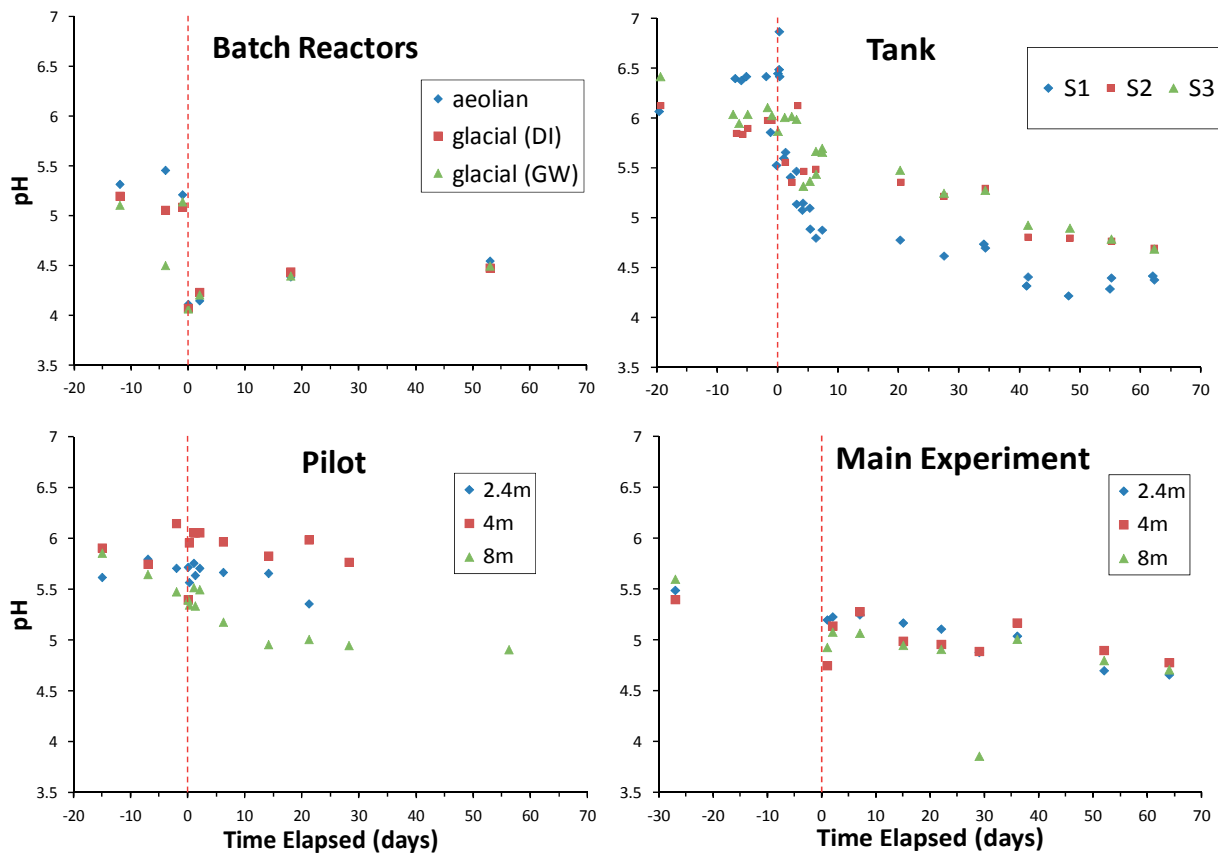 Batch Reactors
aeolian
glacial (DI)
glacial (GW)
pH
7
6.5
6
5.5
5
4.5
4
3.5
-20 -10 0 10 20 30 40 50 60 70
Tank
S1 S2 S3
7
6.5
6
5.5
5
4.5
4
3.5
-20 -10 0 10 20 30 40 50 60 70
Pilot
2.4m
4m
8m
pH
7
6.5
6
5.5
5
4.5
4
3.5
-20 -10 0 10 20 30 40 50 60 70
Time Elapsed (days)
Main Experiment
2.4m
4m
8m
7
6.5
6
5.5
5
4.5
4
3.5
-30 -20 -10 0 10 20 30 40 50 60 70
Time Elapsed (days)